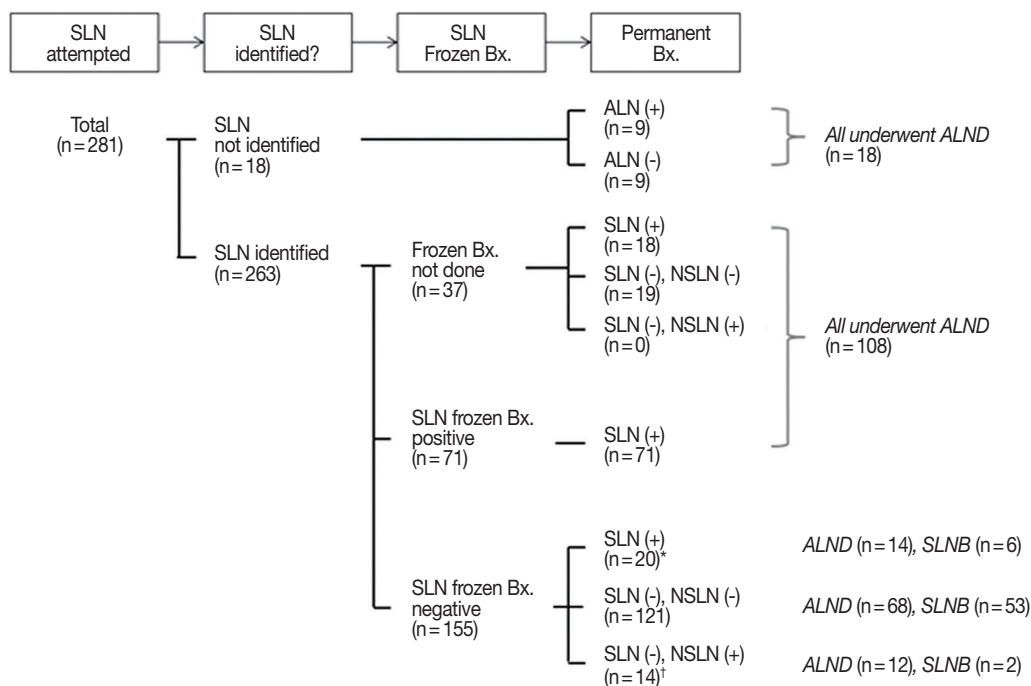 SLN
attempted
SLN
identified?
SLN
Frozen Bx.
Permanent
Bx.
Total
(n=281)
SLN
not identified
(n=18)
ALN (+)
(n=9)
ALN (-)
(n=9)
All underwent ALND
(n=18)
SLN identified
(n=263)
Frozen Bx.
not done
(n=37)
SLN (+)
(n=18)
SLN (-), NSLN (-)
(n=19)
SLN (-), NSLN (+)
(n=0)
All underwent ALND
(n=108)
SLN frozen Bx.
positive
(n=71)
SLN (+)
(n=71)
SLN frozen Bx.
negative
(n=155)
SLN (+)
(n=20)*
ALND (n=14), SLNB (n=6)
SLN (-), NSLN (-)
(n=121)
ALND (n=68), SLNB (n=53)
SLN (-), NSLN (+)
(n=14)†
ALND (n=12), SLNB (n=2)